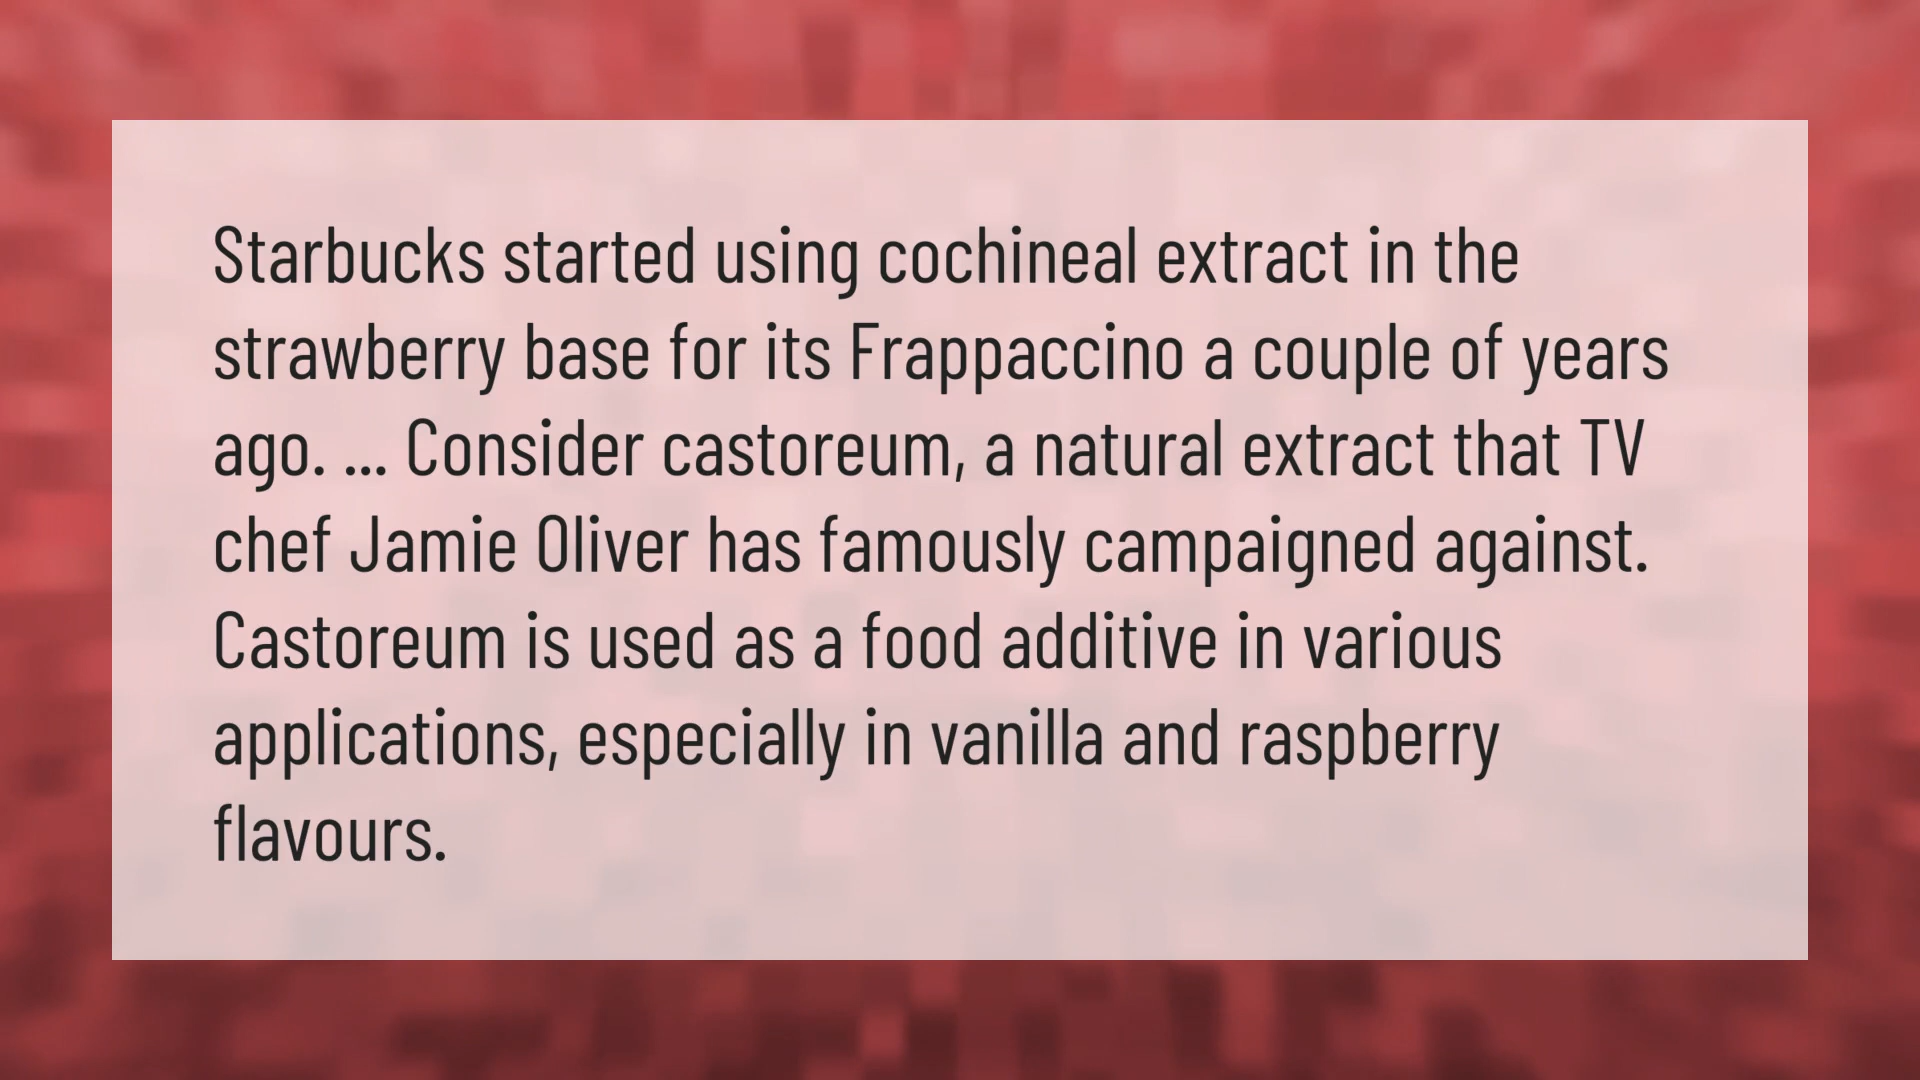 Starbucks started using cochineal extract in the
strawberry base for its Frappaccino a couple of years
ago. ... Consider castoreum, a natural extract that TV
chef Jamie Oliver has famously campaigned against.
Castoreum is used as a food additive in various
applications, especially in vanilla and raspberry
flavours.